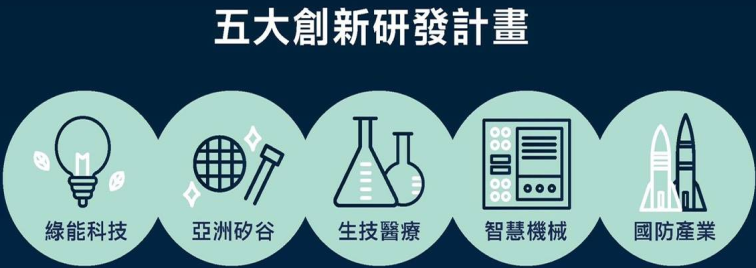 五大創新研發計畫
綠能科技
亞洲矽谷
生技醫療
智慧機械
國防產業